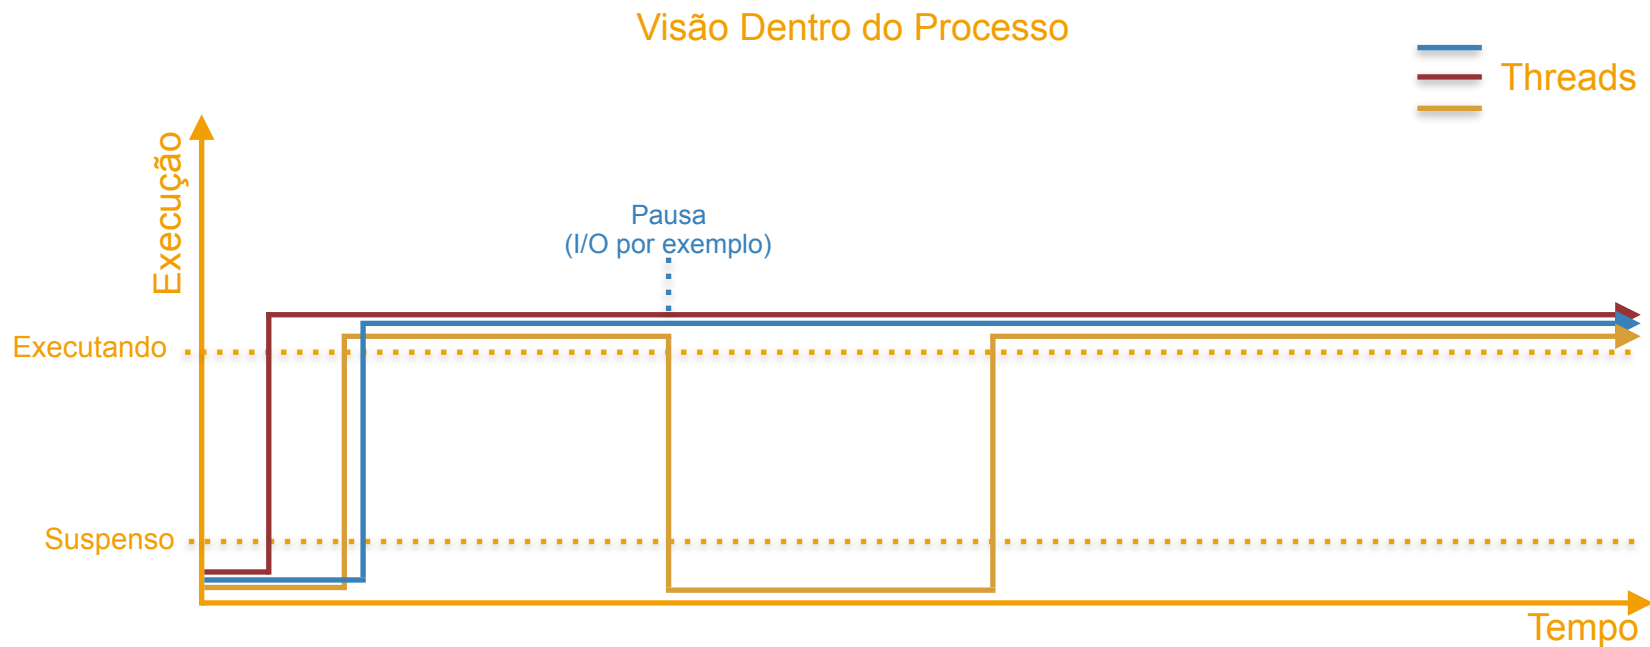 Visão Dentro do Processo
Threads
Execução
Pausa
(I/O por exemplo)
Executando
Suspenso
Tempo